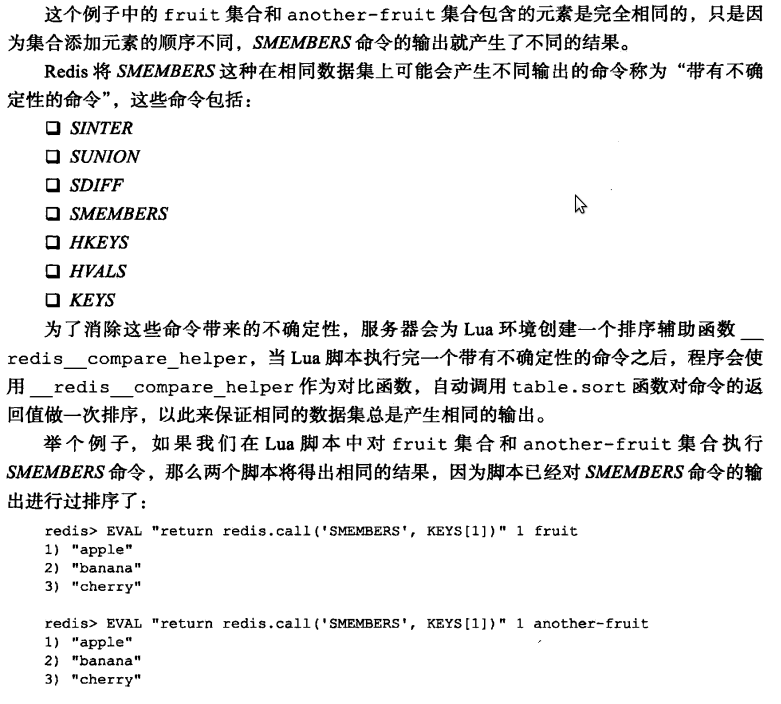 这个例子中的 fruit 集合和 another-fruit 集合包含的元素是完全相同的，只是因
为集合添加元素的顺序不同，SMEMBERS 命令的输出就产生了不同的结果。
Redis 将 SMEMBERS 这种在相同数据集上可能会产生不同输出的命令称为“带有不确
定性的命令”，这些命令包括：
❑ SINTER
❑ SUNION
❑ SDIFF
❑ SMEMBERS
❑ HKEYS
❑ HVALS
❑ KEYS
为了消除这些命令带来的不确定性，服务器会为 Lua 环境创建一个排序辅助函数 __
redis__compare_helper，当 Lua 脚本执行完一个带有不确定性的命令之后，程序会使
用 __redis__compare_helper 作为对比函数，自动调用 table.sort 函数对命令的返
回值做一次排序，以此来保证相同的数据集总是产生相同的输出。
举个例子，如果我们在 Lua 脚本中对 fruit 集合和 another-fruit 集合执行
SMEMBERS 命令，那么两个脚本将得出相同的结果，因为脚本已经对 SMEMBERS 命令的输
出进行过排序了：
redis> EVAL "return redis.call('SMEMBERS', KEYS[1])" 1 fruit
1) "apple"
2) "banana"
3) "cherry"
redis> EVAL "return redis.call('SMEMBERS', KEYS[1])" 1 another-fruit
1) "apple"
2) "banana"
3) "cherry"